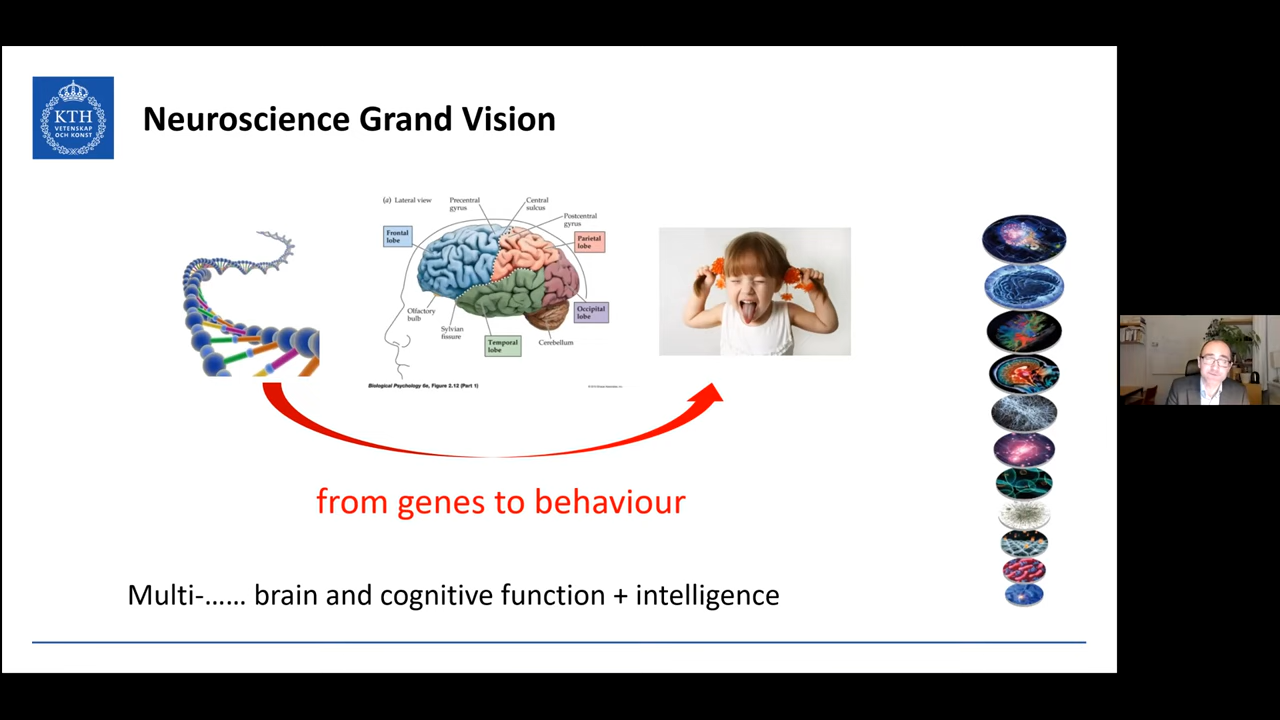 KTH
VETENSKAP
OCH KONST
Neuroscience Grand Vision
(a) Lateral view
Precentral
gyrus
Central
sulcus
Postcentral
gyrus
Frontal
lobe
Parietal
lobe
Olfactory
bulb
Sylvian
fissure
Temporal
lobe
Cerebellum
Occipital
lobe
Biological Psychology 6e, Figure 2.12 (Part 1)
from genes to behaviour
Multi-…… brain and cognitive function + intelligence